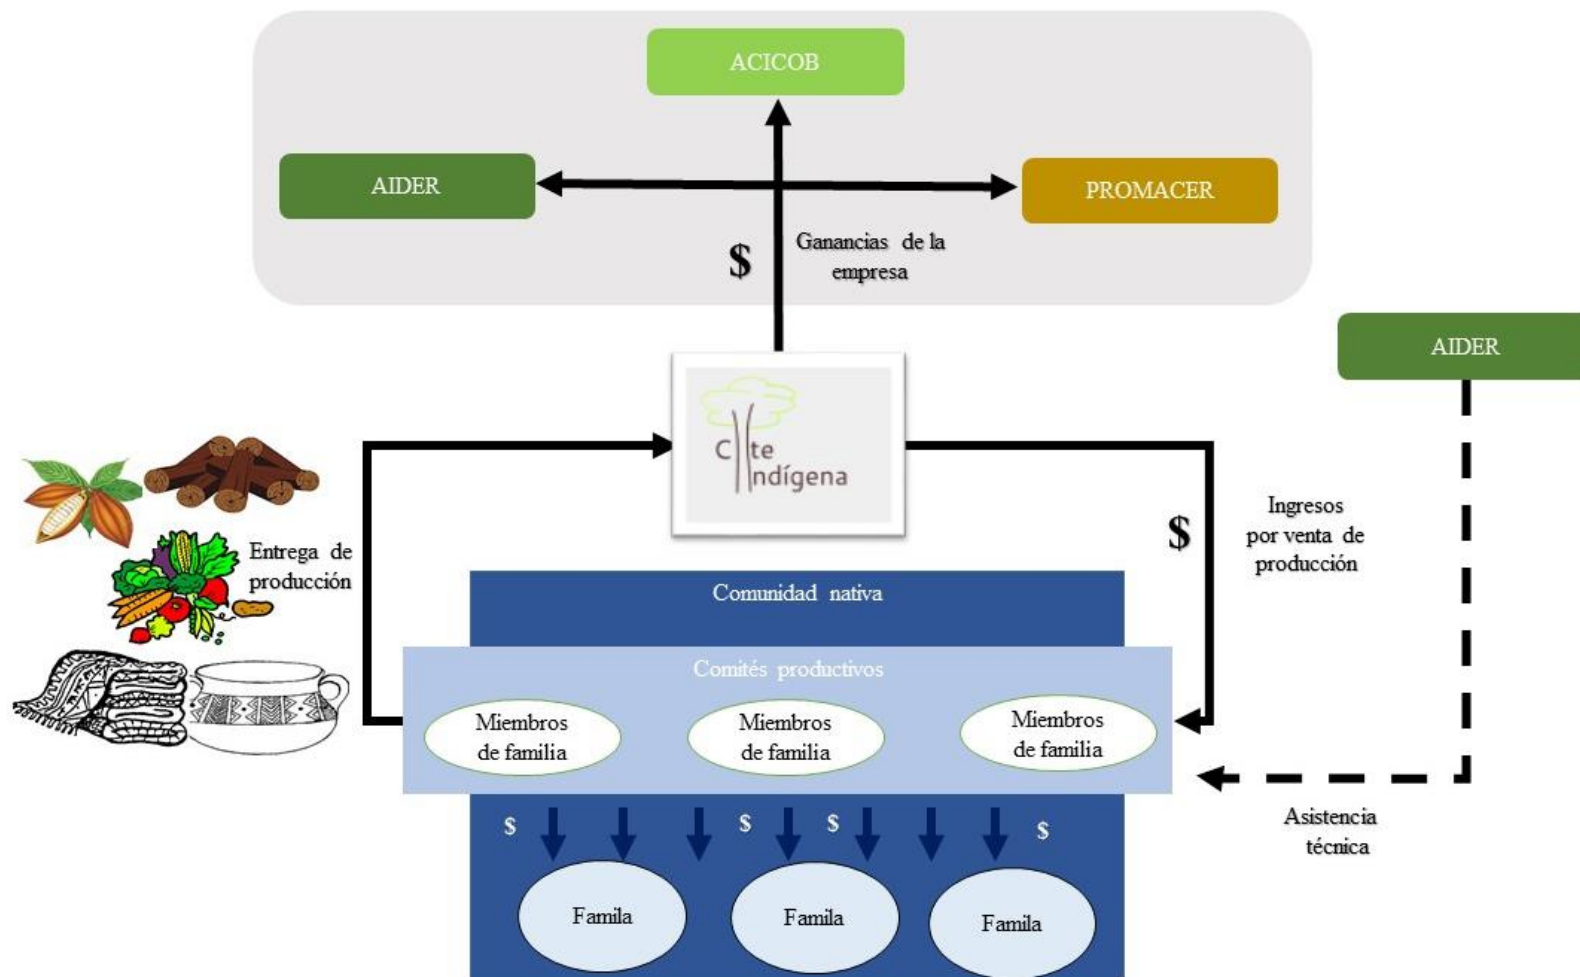 ACICOB
AIDER
PROMACER
$
Ganancias de la
empresa
AIDER
C te
Indígena
Entrega de
producción
$
Ingresos
por venta de
producción
Comunidad nativa
Comités productivos
Miembros
de familia
Miembros
de familia
Miembros
de familia
Asistencia
técnica
$
$
$
$
Famila
Famila
Famila